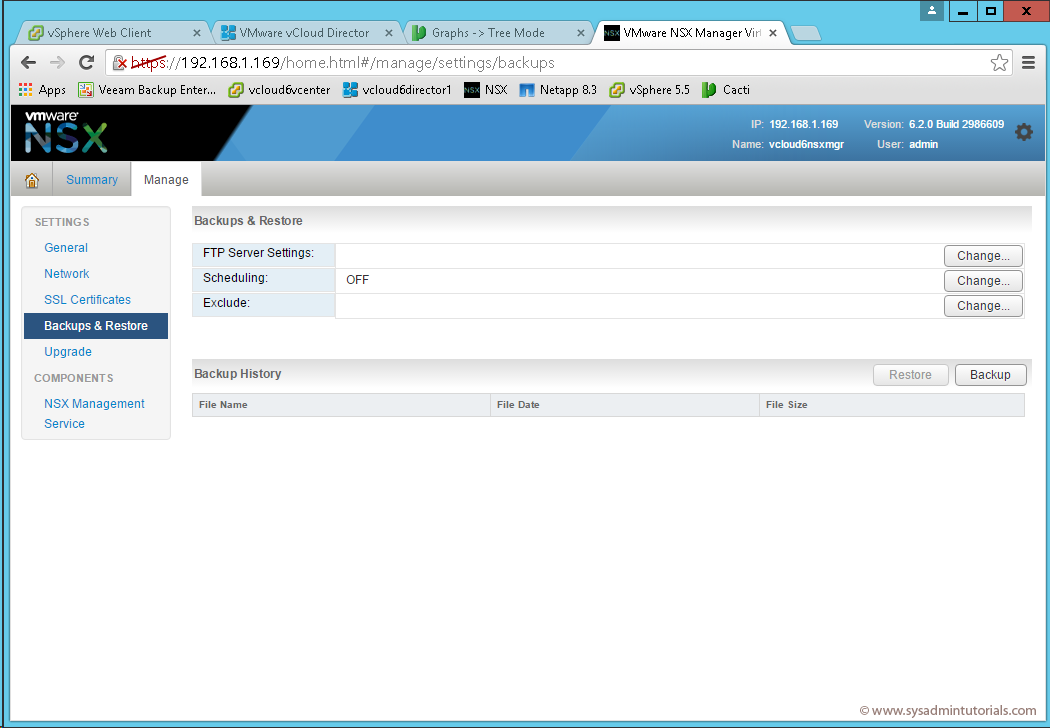 vSphere Web Client
VMware vCloud Director
Graphs -> Tree Mode
VMware NSX Manager Virt
https://192.168.1.169/home.html#/manage/settings/backups
Apps
Veeam Backup Enter...
vcloud6vcenter
vcloud6director1
NSX
Netapp 8.3
vSphere 5.5
Cacti
vmware
NSX
IP: 192.168.1.169 Version: 6.2.0 Build 2986609
Name: vcloud6nsxmgr User: admin
Summary
Manage
SETTINGS
General
Network
SSL Certificates
Backups & Restore
Upgrade
COMPONENTS
NSX Management
Service
Backups & Restore
FTP Server Settings: Change...
Scheduling: OFF Change...
Exclude: Change...
Backup History Restore Backup
File Name File Date File Size
© www.sysadmintutorials.com